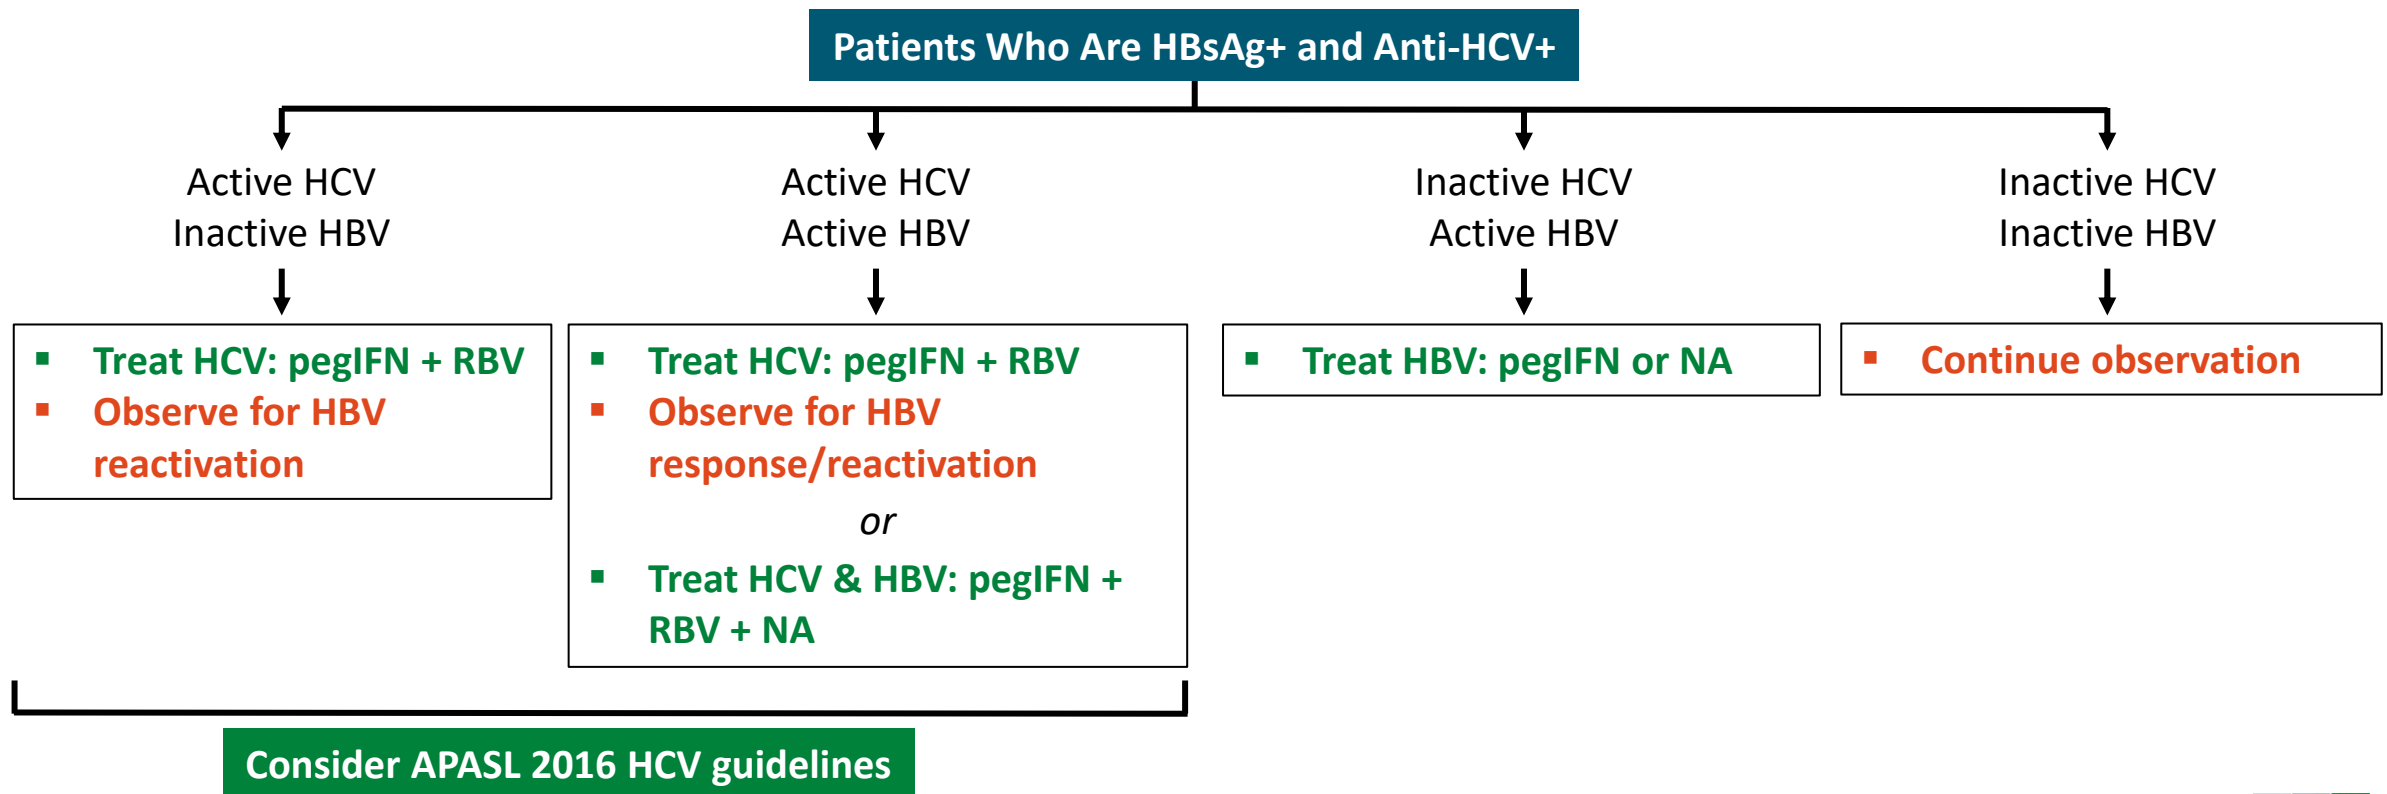 Patients Who Are HBsAg+ and Anti-HCV+
Active HCV
Inactive HBV
▪ Treat HCV: pegIFN + RBV
▪ Observe for HBV
reactivation
Active HCV
Active HBV
▪ Treat HCV: pegIFN + RBV
▪ Observe for HBV
response/reactivation
or
▪ Treat HCV & HBV: pegIFN +
RBV + NA
Inactive HCV
Active HBV
▪ Treat HBV: pegIFN or NA
Inactive HCV
Inactive HBV
▪ Continue observation
Consider APASL 2016 HCV guidelines